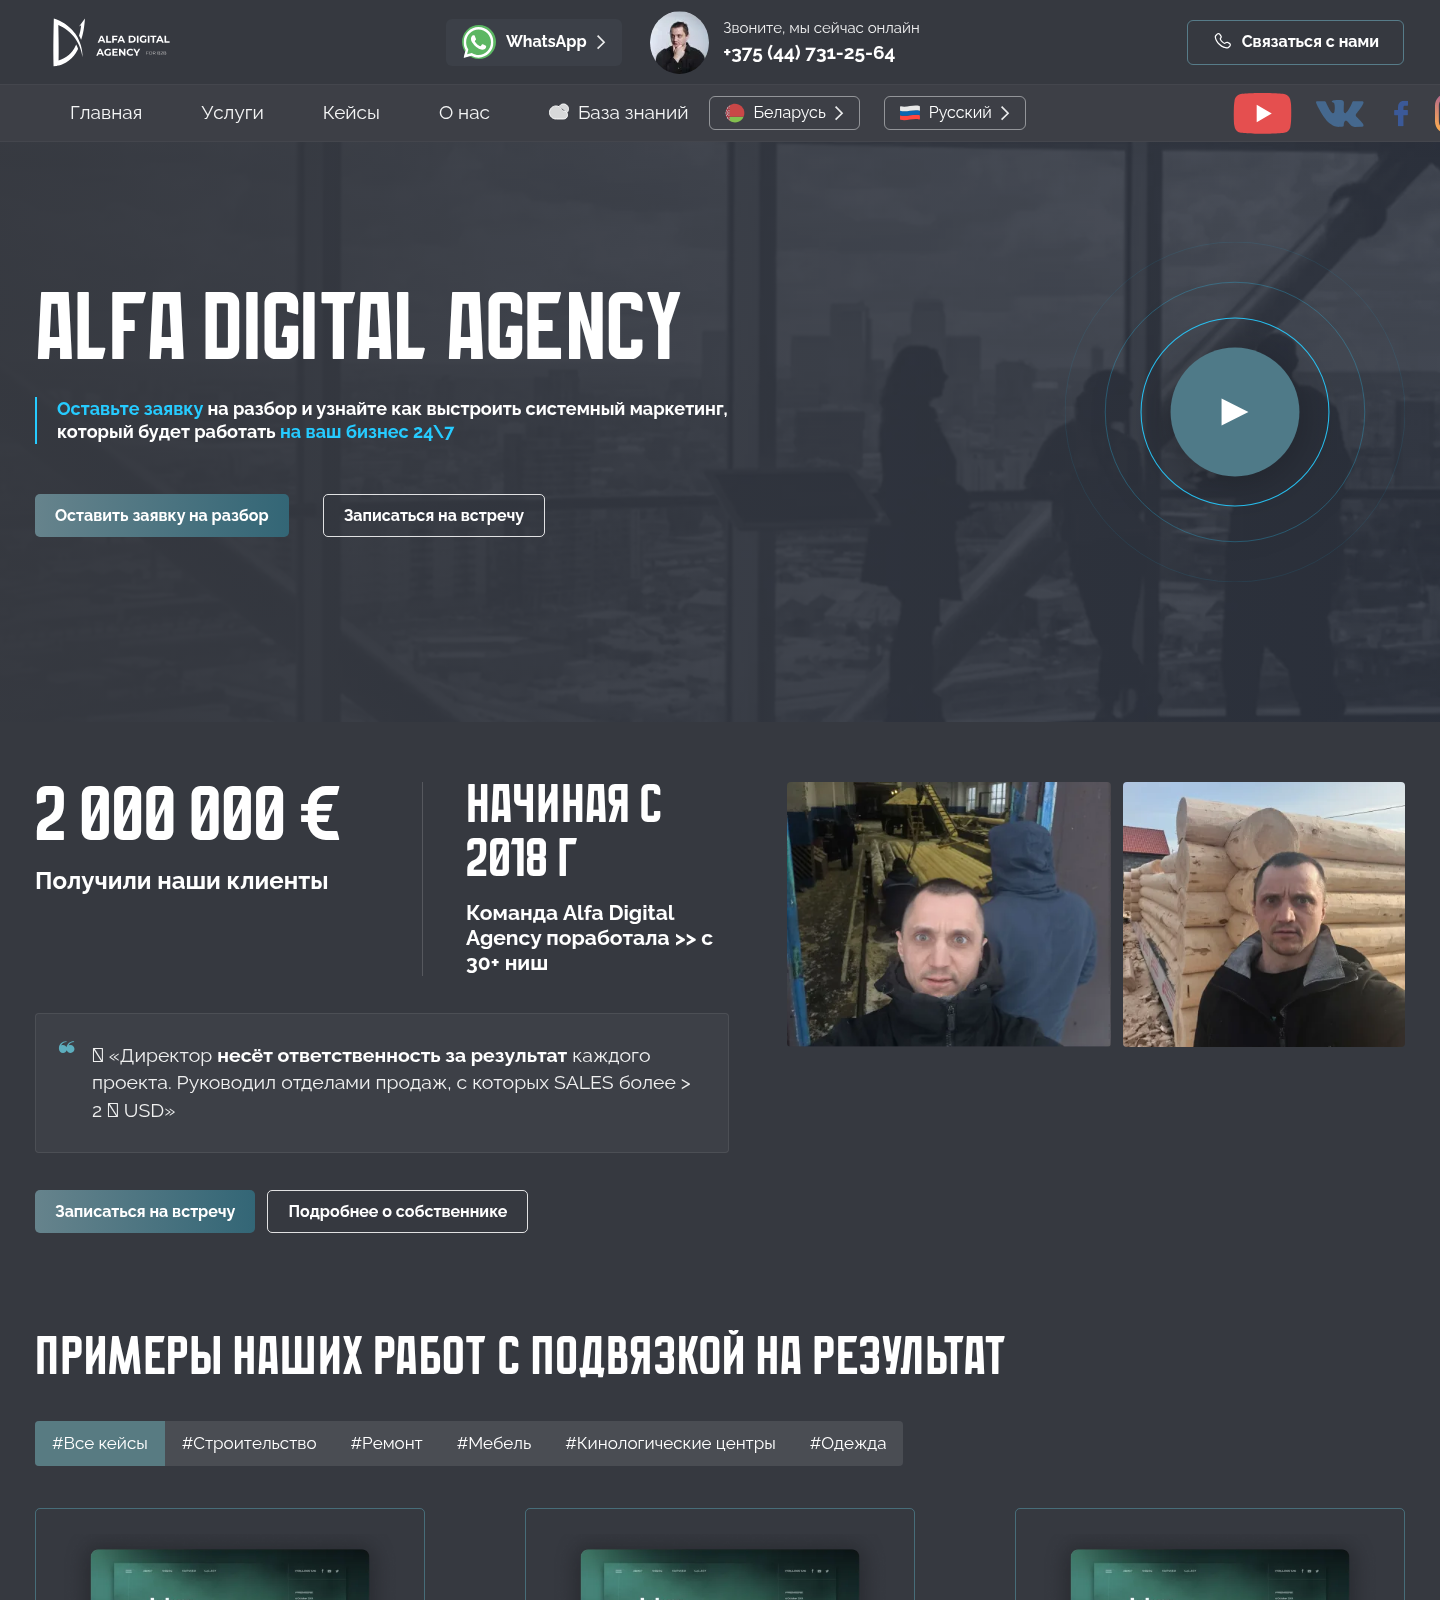 ALFA DIGITAL
AGENCY FOR B2B
WhatsApp
Звоните, мы сейчас онлайн
+375 (44) 731-25-64
Связаться с нами
Главная
Услуги
Кейсы
О нас
База знаний
Беларусь
Русский
ALFA DIGITAL AGENCY
Оставьте заявку на разбор и узнайте как выстроить системный маркетинг,
который будет работать на ваш бизнес 24\7
Оставить заявку на разбор
Записаться на встречу
2 000 000 €
Получили наши клиенты
НАЧИНАЯ С
2018 Г
Команда Alfa Digital
Agency поработала >> с
30+ ниш
«Директор несёт ответственность за результат каждого
проекта. Руководил отделами продаж, с которых SALES более >
2 USD»
Записаться на встречу
Подробнее о собственнике
ПРИМЕРЫ НАШИХ РАБОТ С ПОДВЯЗКОЙ НА РЕЗУЛЬТАТ
#Все кейсы
#Строительство
#Ремонт
#Мебель
#Кинологические центры
#Одежда